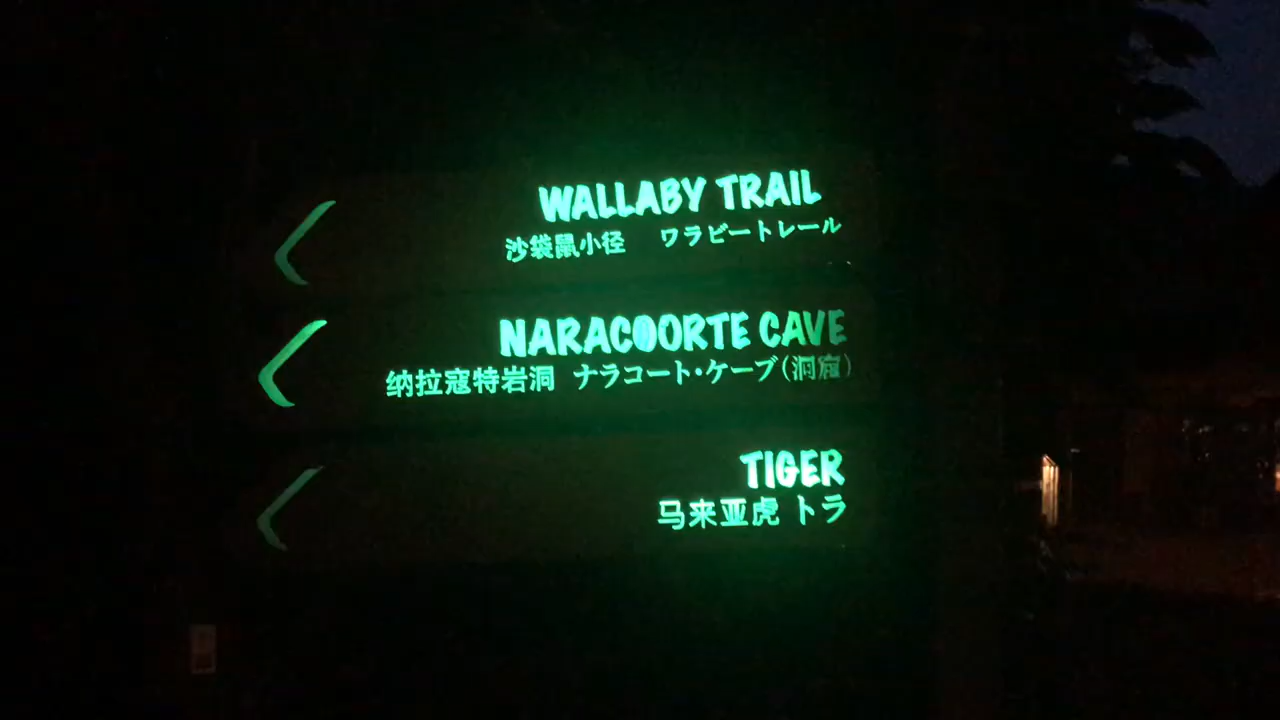 WALLABY TRAIL
沙袋鼠小径 ワラビートレール
NARACOORTE CAVE
纳拉寇特岩洞 ナラコート・ケーブ(洞窟)
TIGER
马来亚虎 トラ